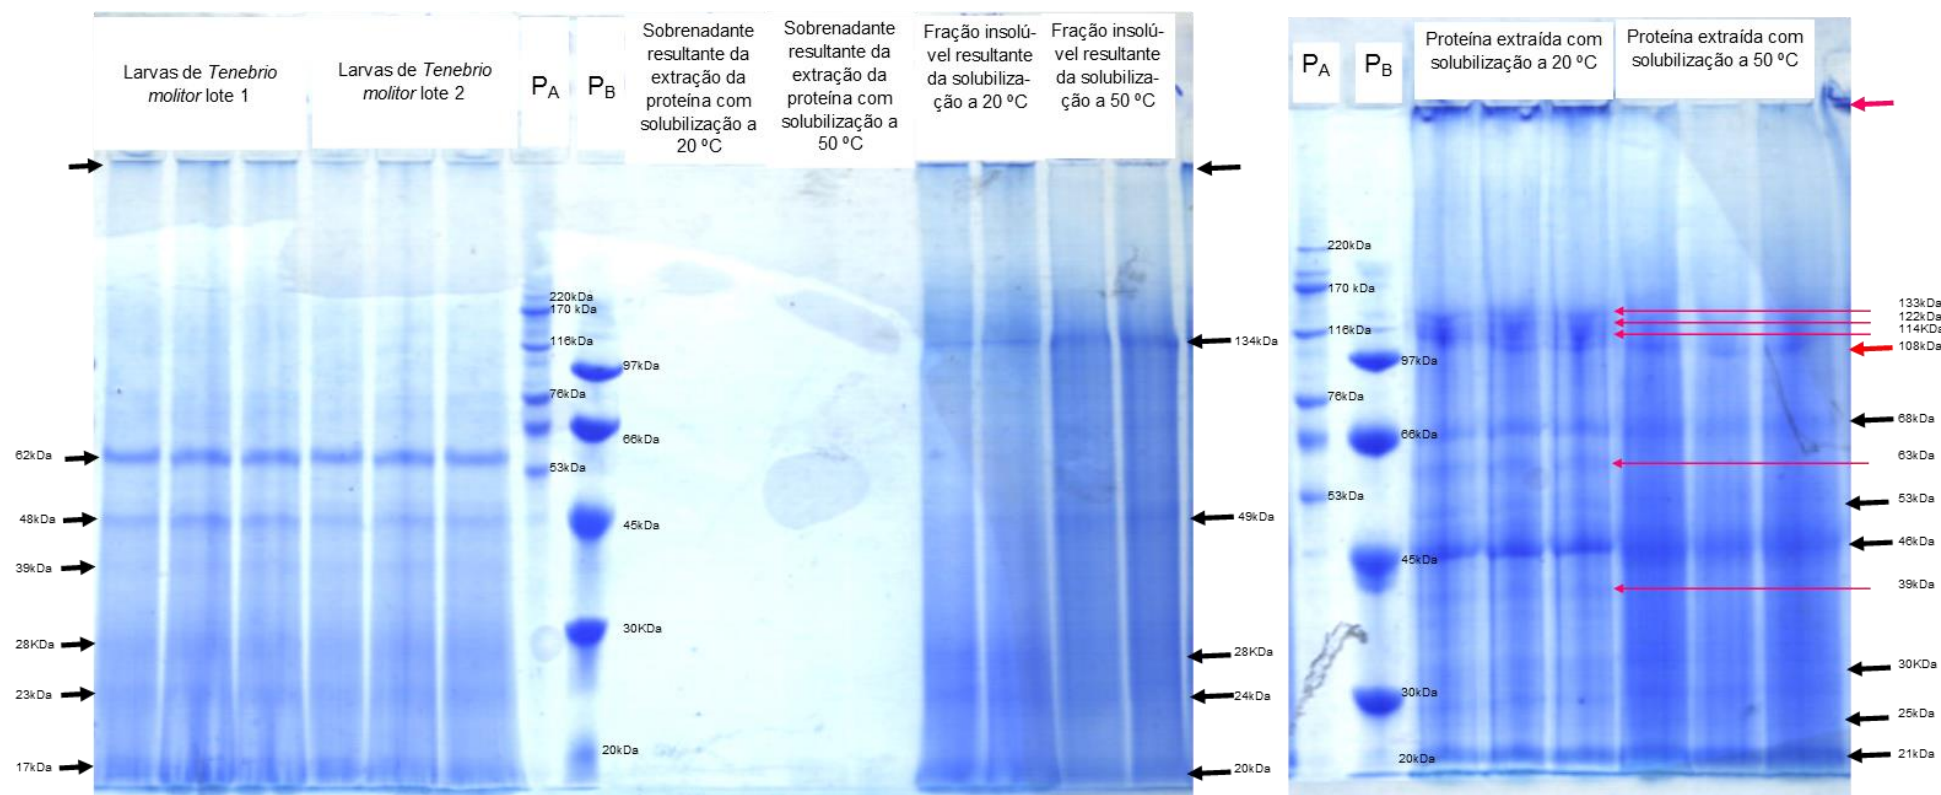 Larvas de Tenebrio
molitor lote 1
Larvas de Tenebrio
molitor lote 2
PA
PB
Sobrenadante
resultante da
extração da
proteína com
solubilização a
20 ºC
Sobrenadante
resultante da
extração da
proteína com
solubilização a
50 ºC
Fração insolú-
vel resultante
da solubiliza-
ção a 20 ºC
Fração insolú-
vel resultante
da solubiliza-
ção a 50 ºC
62kDa
48kDa
39kDa
28KDa
23kDa
17kDa
220kDa
170 kDa
116kDa
76kDa
53kDa
97kDa
66kDa
45kDa
30KDa
20kDa
134kDa
49kDa
28KDa
24kDa
20kDa
PA
PB
Proteína extraída com
solubilização a 20 ºC
Proteína extraída com
solubilização a 50 ºC
220kDa
170 kDa
116kDa
76kDa
53kDa
97kDa
66kDa
45kDa
30kDa
20kDa
133kDa
122kDa
114KDa
108kDa
68kDa
63kDa
53kDa
46kDa
39kDa
30KDa
25kDa
21kDa